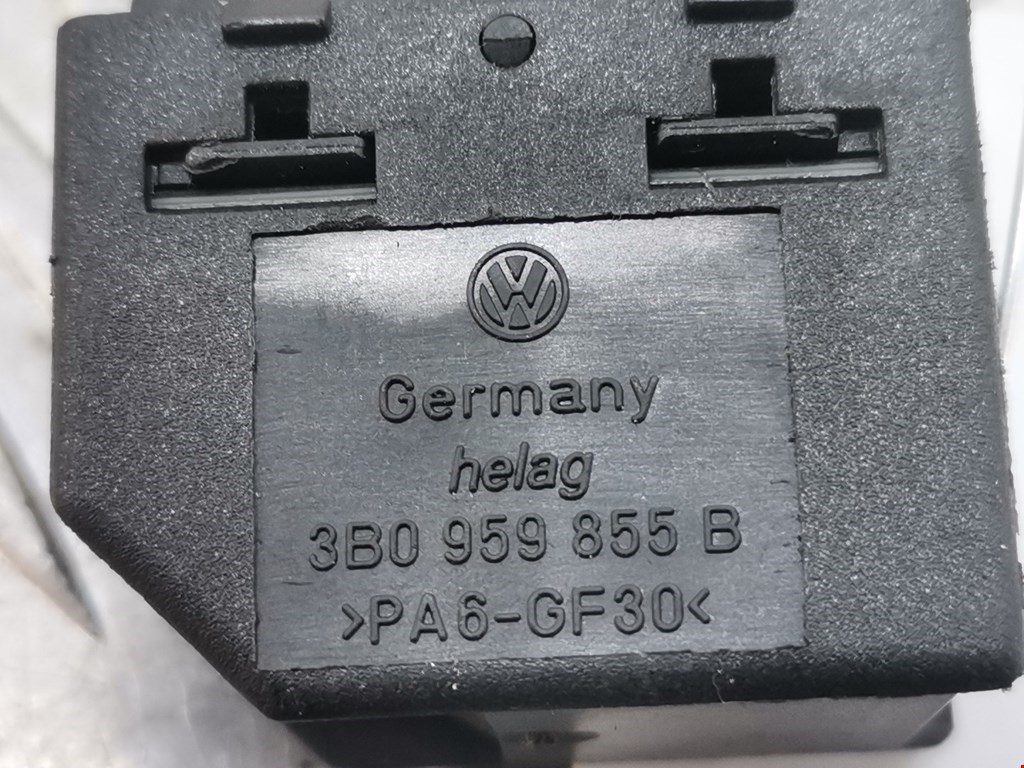 Germany
helag
3B0 959 855 B
>PA6-GF30<